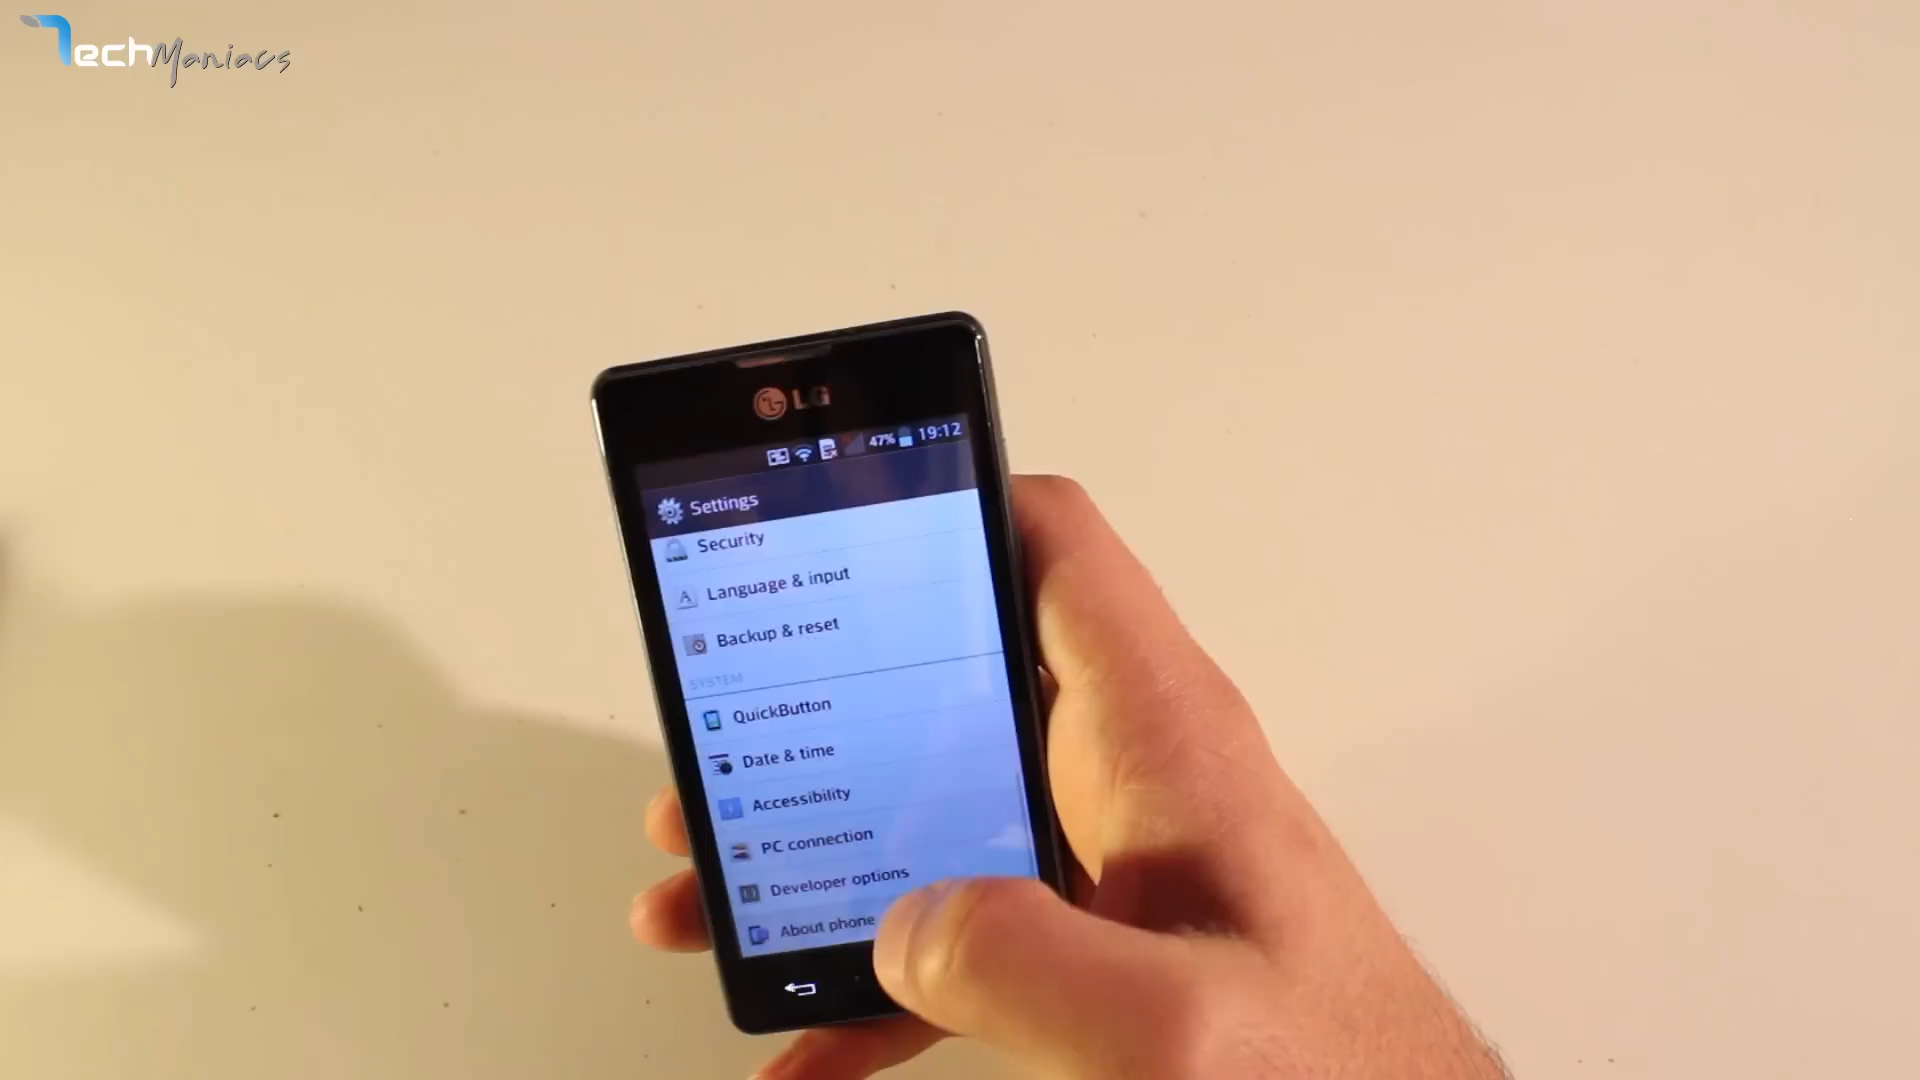 TechManiacs
LG
47% 19:12
Settings
Security
Language & input
Backup & reset
SYSTEM
QuickButton
Date & time
Accessibility
PC connection
Developer options
About phone